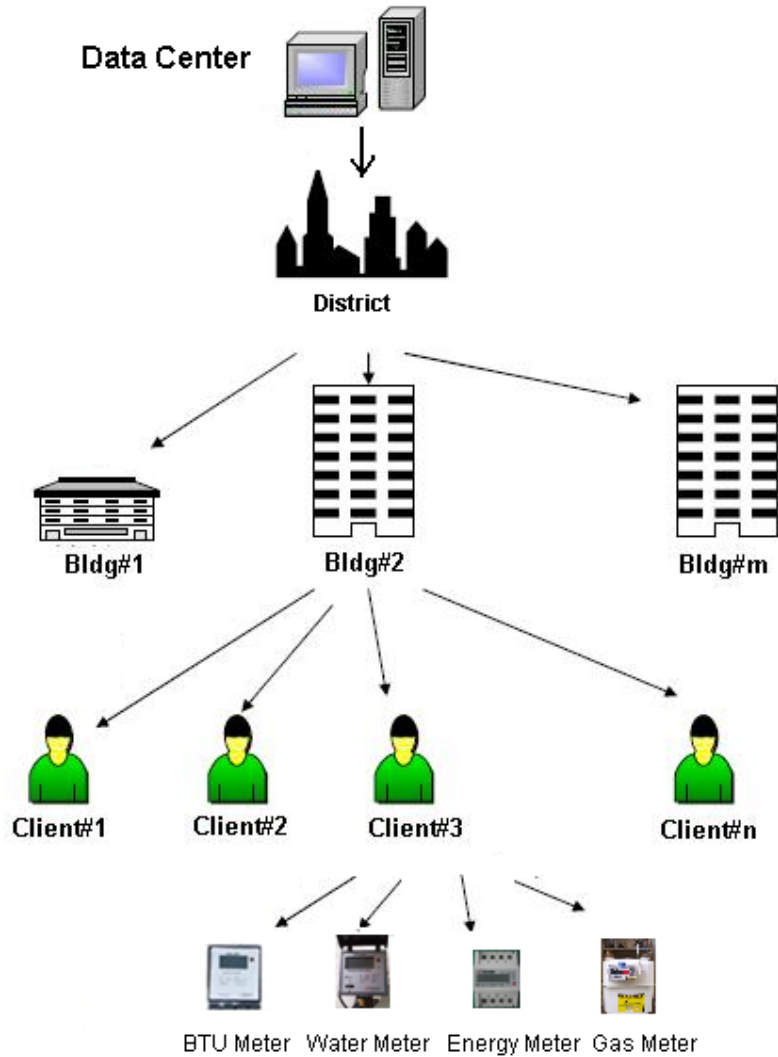 Data Center
District
Bldg#1 Bldg#2 Bldg#m
Client#1 Client#2 Client#3 Client#n
BTU Meter Water Meter Energy Meter Gas Meter